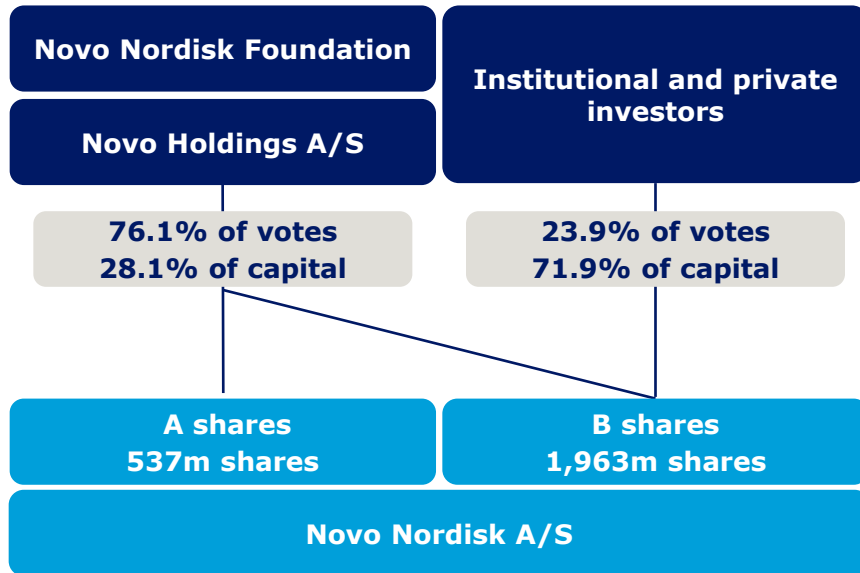 Novo Nordisk Foundation
Novo Holdings A/S
Institutional and private
investors
76.1% of votes
28.1% of capital
23.9% of votes
71.9% of capital
A shares
537m shares
B shares
1,963m shares
Novo Nordisk A/S